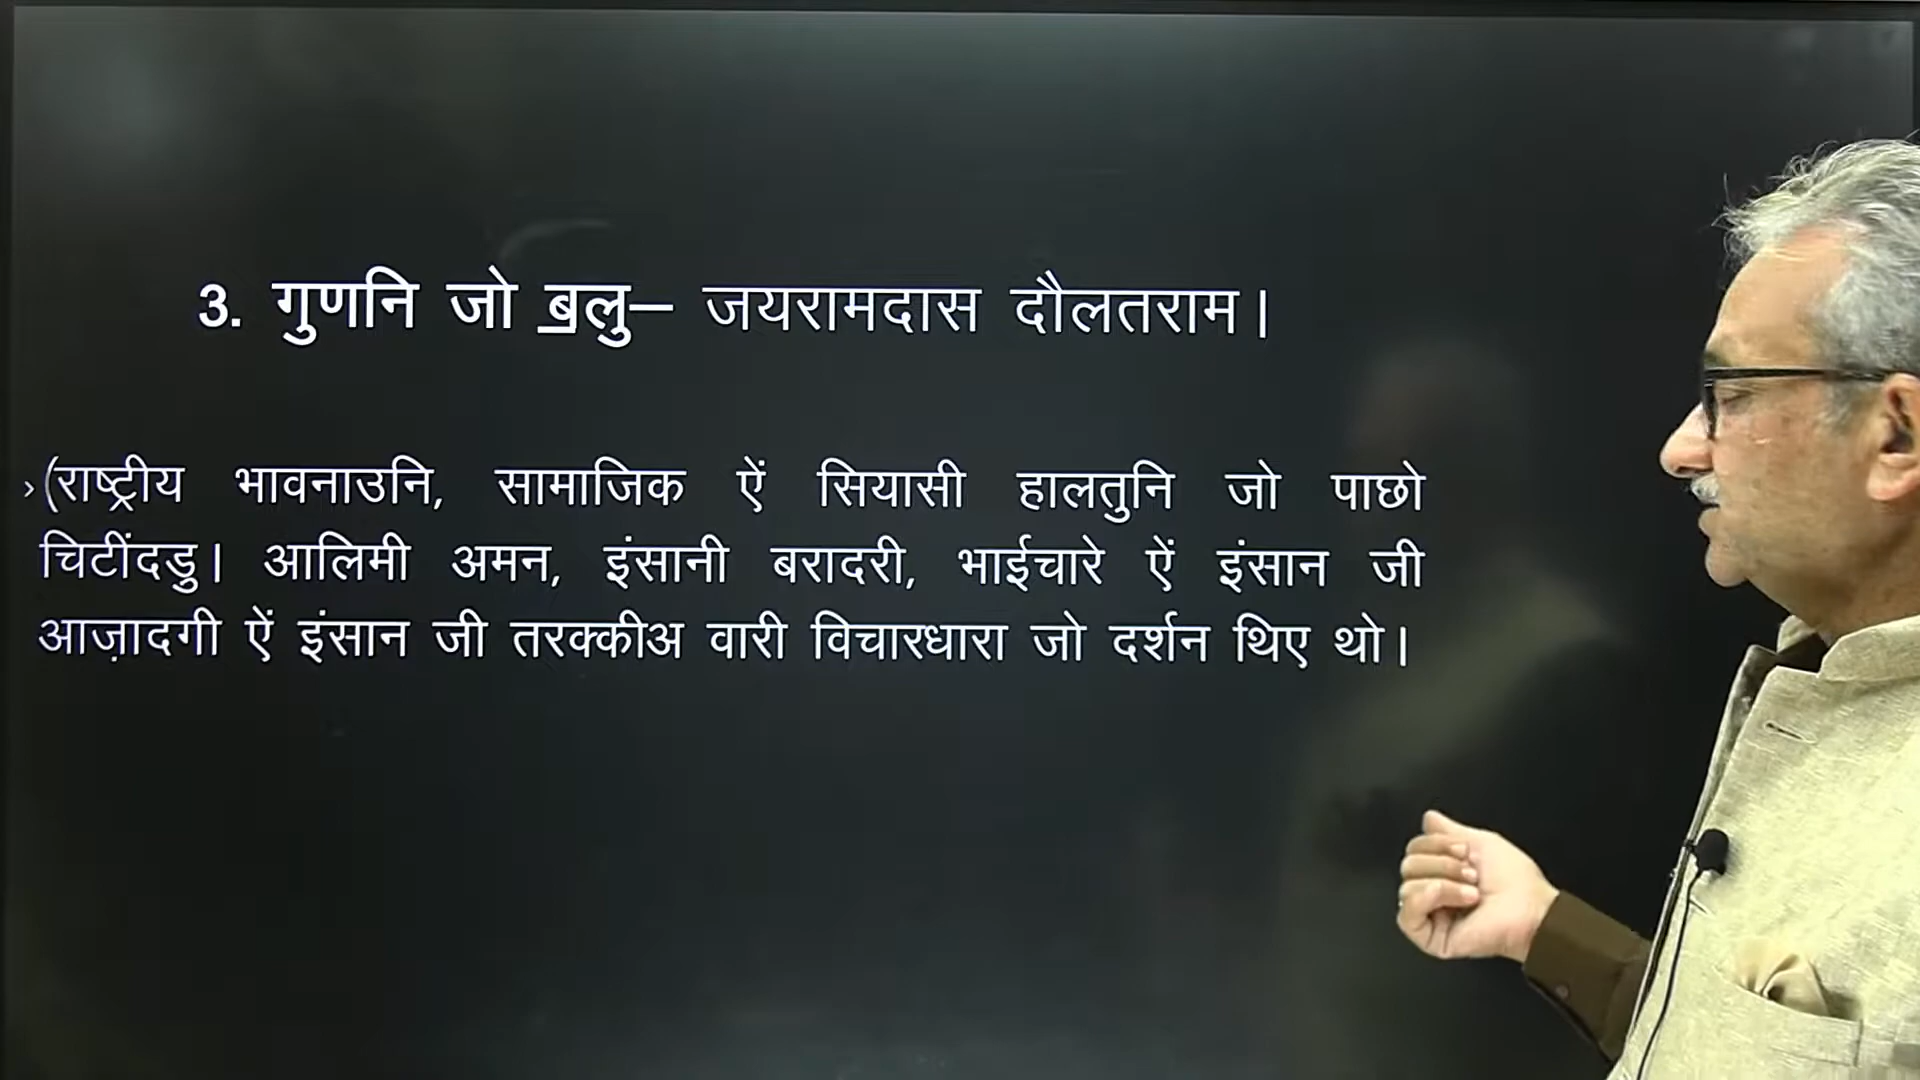 3. गुणनि जो ॿलु– जयरामदास दौलतराम।
›(राष्ट्रीय भावनाउनि, सामाजिक ऐं सियासी हालतुनि जो पाछो
चिटींदडु। आलिमी अमन, इंसानी बरादरी, भाईचारे ऐं इंसान जी
आज़ादगी ऐं इंसान जी तरक्कीअ वारी विचारधारा जो दर्शन थिए थो।